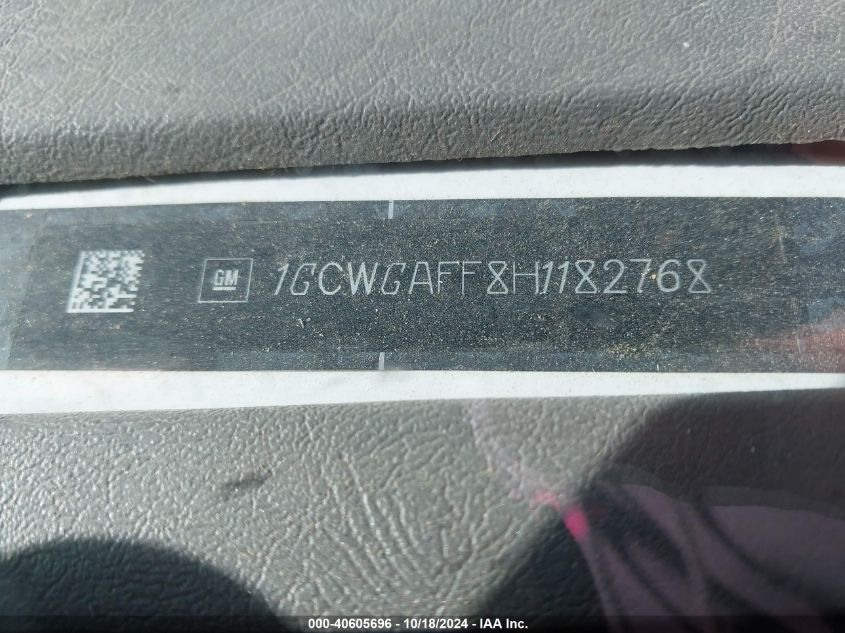 GM 1GCWGAFF8H1182768
000-40605696 - 10/18/2024 - IAA Inc.